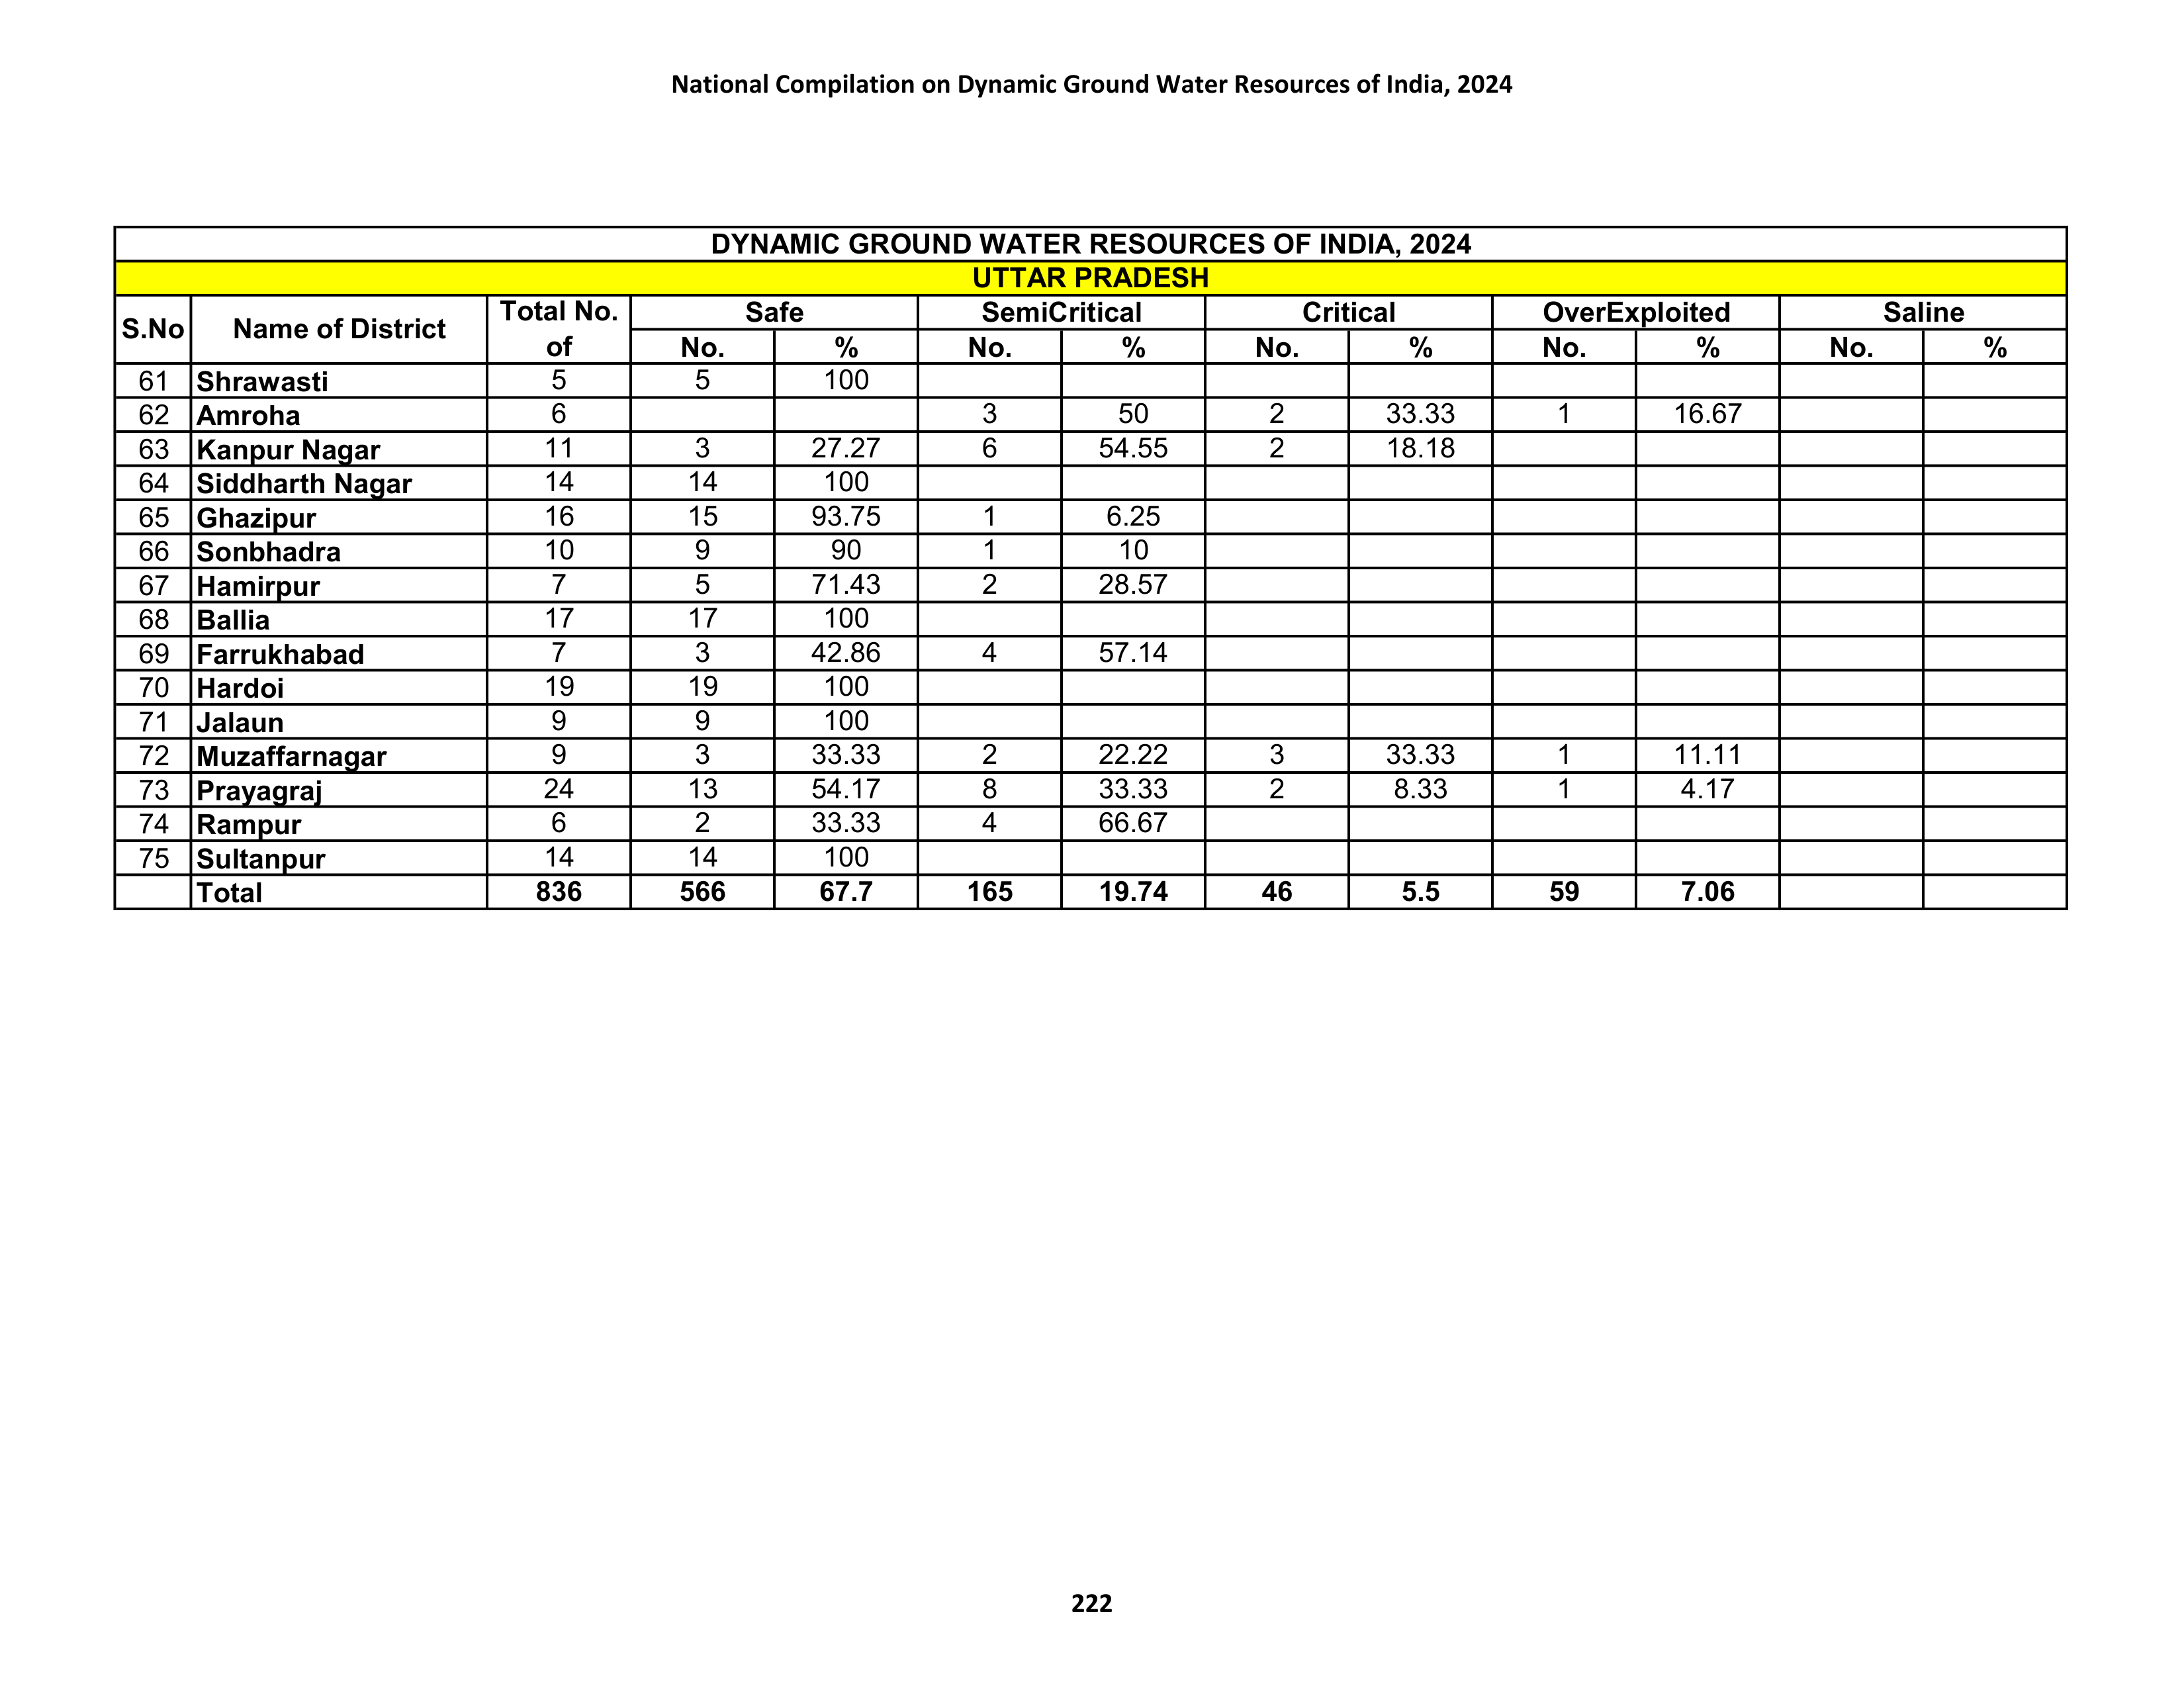 National Compilation on Dynamic Ground Water Resources of India, 2024
DYNAMIC GROUND WATER RESOURCES OF INDIA, 2024
UTTAR PRADESH
S.No Name of District Total No. of Safe SemiCritical Critical OverExploited Saline
No. % No. % No. % No. % No. %
61 Shrawasti 5 5 100
62 Amroha 6 3 50 2 33.33 1 16.67
63 Kanpur Nagar 11 3 27.27 6 54.55 2 18.18
64 Siddharth Nagar 14 14 100
65 Ghazipur 16 15 93.75 1 6.25
66 Sonbhadra 10 9 90 1 10
67 Hamirpur 7 5 71.43 2 28.57
68 Ballia 17 17 100
69 Farrukhabad 7 3 42.86 4 57.14
70 Hardoi 19 19 100
71 Jalaun 9 9 100
72 Muzaffarnagar 9 3 33.33 2 22.22 3 33.33 1 11.11
73 Prayagraj 24 13 54.17 8 33.33 2 8.33 1 4.17
74 Rampur 6 2 33.33 4 66.67
75 Sultanpur 14 14 100
Total 836 566 67.7 165 19.74 46 5.5 59 7.06
222